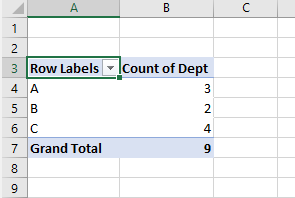 A B C
1
2
3 Row Labels Count of Dept
4 A 3
5 B 2
6 C 4
7 Grand Total 9
8
9